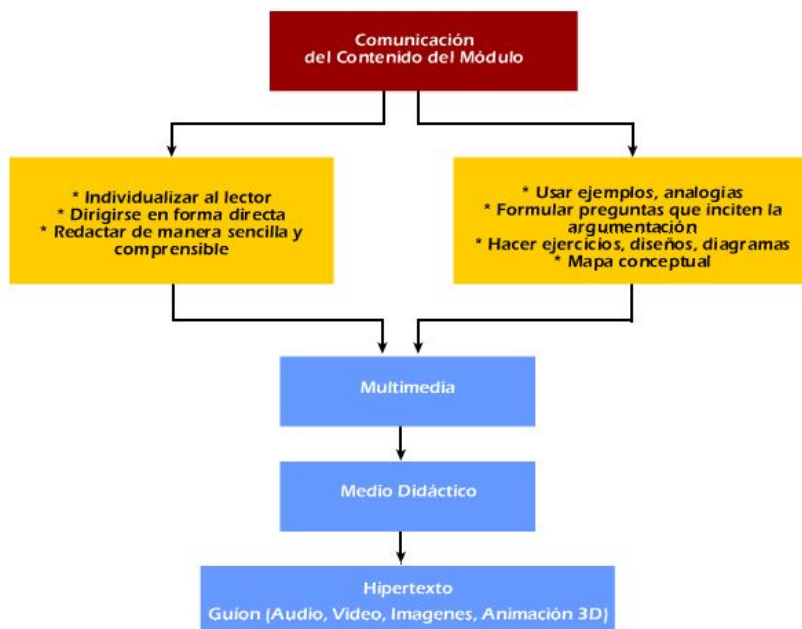 Comunicación
del Contenido del Módulo
* Individualizar al lector
* Dirigirse en forma directa
* Redactar de manera sencilla y
comprensible
* Usar ejemplos, analogias
* Formular preguntas que inciten la
argumentación
* Hacer ejercicios, diseños, diagramas
* Mapa conceptual
Multimedia
Medio Didáctico
Hipertexto
Guion (Audio, Video, Imagenes, Animación 3D)